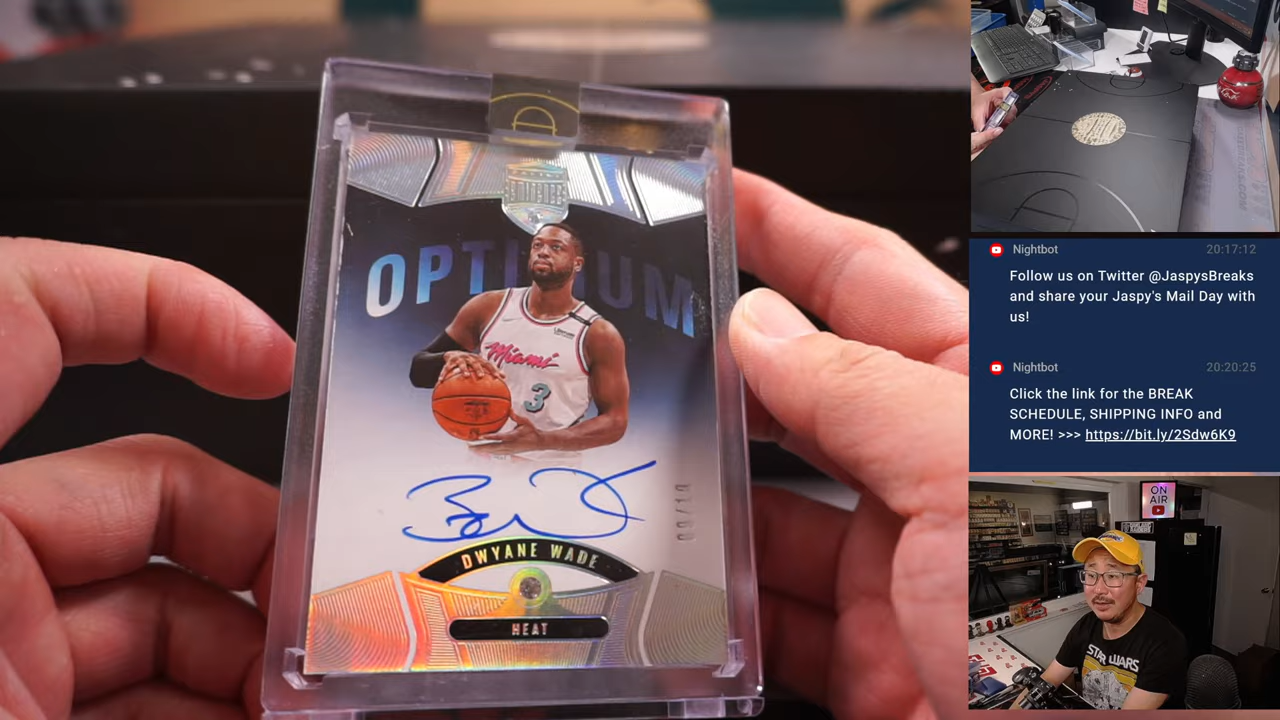 OPTIMUM
Miami
3
09/10
DWYANE WADE
HEAT
Nightbot
20:17:12
Follow us on Twitter @JaspysBreaks
and share your Jaspy's Mail Day with
us!
Nightbot
20:20:25
Click the link for the BREAK
SCHEDULE, SHIPPING INFO and
MORE! >>> https://bit.ly/2Sdw6K9
ON
AIR
STAR WARS